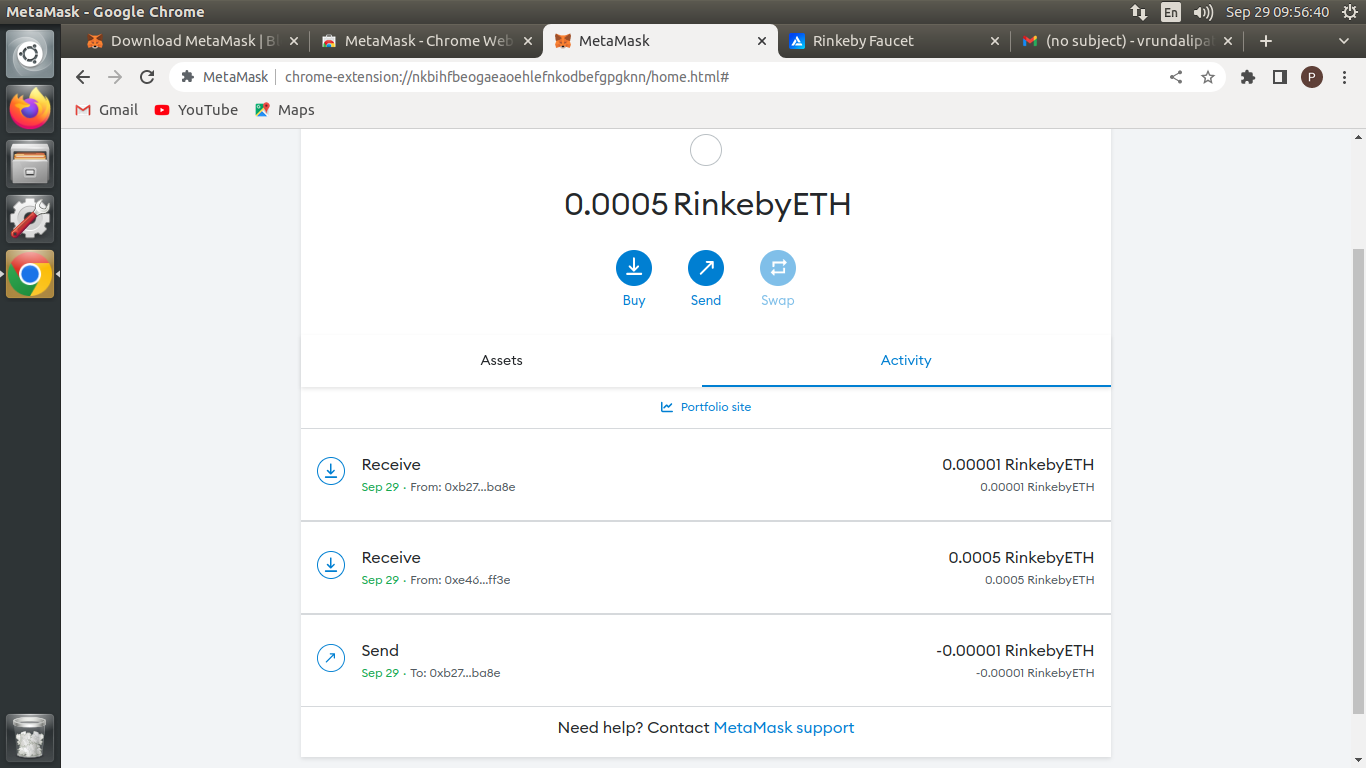 MetaMask - Google Chrome
En
Sep 29 09:56:40
Download MetaMask | Bl
MetaMask - Chrome Web
MetaMask
Rinkeby Faucet
(no subject) - vrundalipat
MetaMask
chrome-extension://nkbihfbeogaeaoehlefnkodbefgpgknn/home.html#
P
Gmail
YouTube
Maps
0.0005 RinkebyETH
Buy
Send
Swap
Assets
Activity
Portfolio site
Receive
0.00001 RinkebyETH
Sep 29 · From: 0xb27...ba8e
0.00001 RinkebyETH
Receive
0.0005 RinkebyETH
Sep 29 · From: 0xe46...ff3e
0.0005 RinkebyETH
Send
-0.00001 RinkebyETH
Sep 29 · To: 0xb27...ba8e
-0.00001 RinkebyETH
Need help? Contact MetaMask support